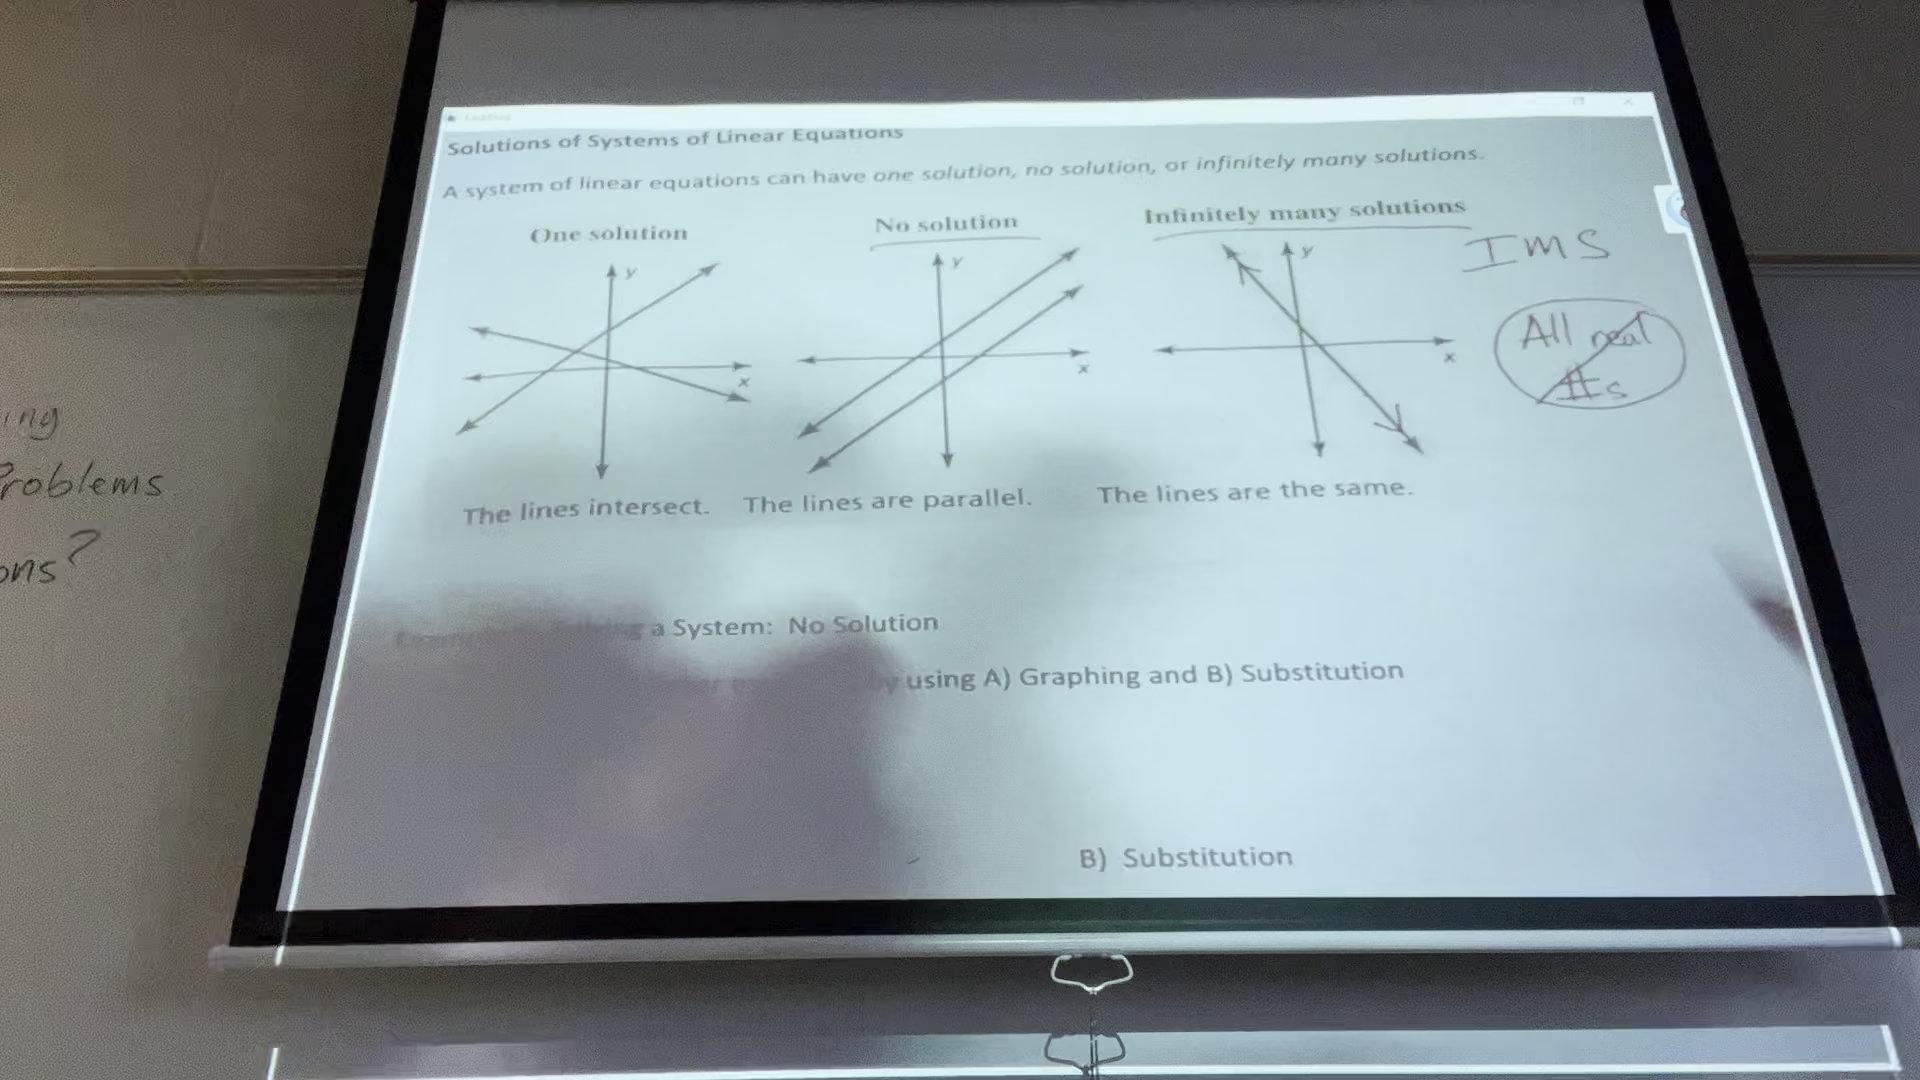 Solutions of Systems of Linear Equations
A system of linear equations can have one solution, no solution, or infinitely many solutions.
One solution
No solution
Infinitely many solutions
IMS
y
y
y
All real
#s
x
x
x
The lines intersect.
The lines are parallel.
The lines are the same.
ing
Problems
ons?
a System: No Solution
by using A) Graphing and B) Substitution
B) Substitution